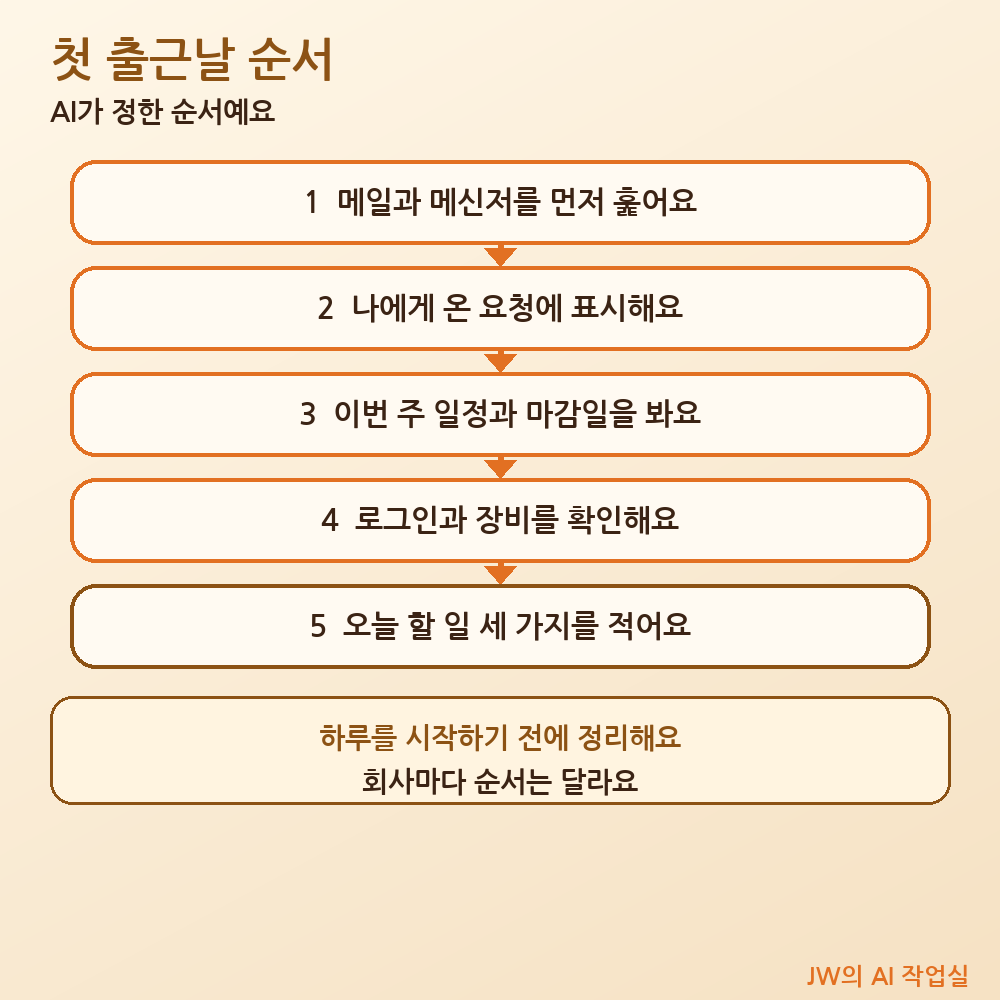 첫 출근날 순서
AI가 정한 순서예요
1 메일과 메신저를 먼저 훑어요
2 나에게 온 요청에 표시해요
3 이번 주 일정과 마감일을 봐요
4 로그인과 장비를 확인해요
5 오늘 할 일 세 가지를 적어요
하루를 시작하기 전에 정리해요
회사마다 순서는 달라요
JW의 AI 작업실